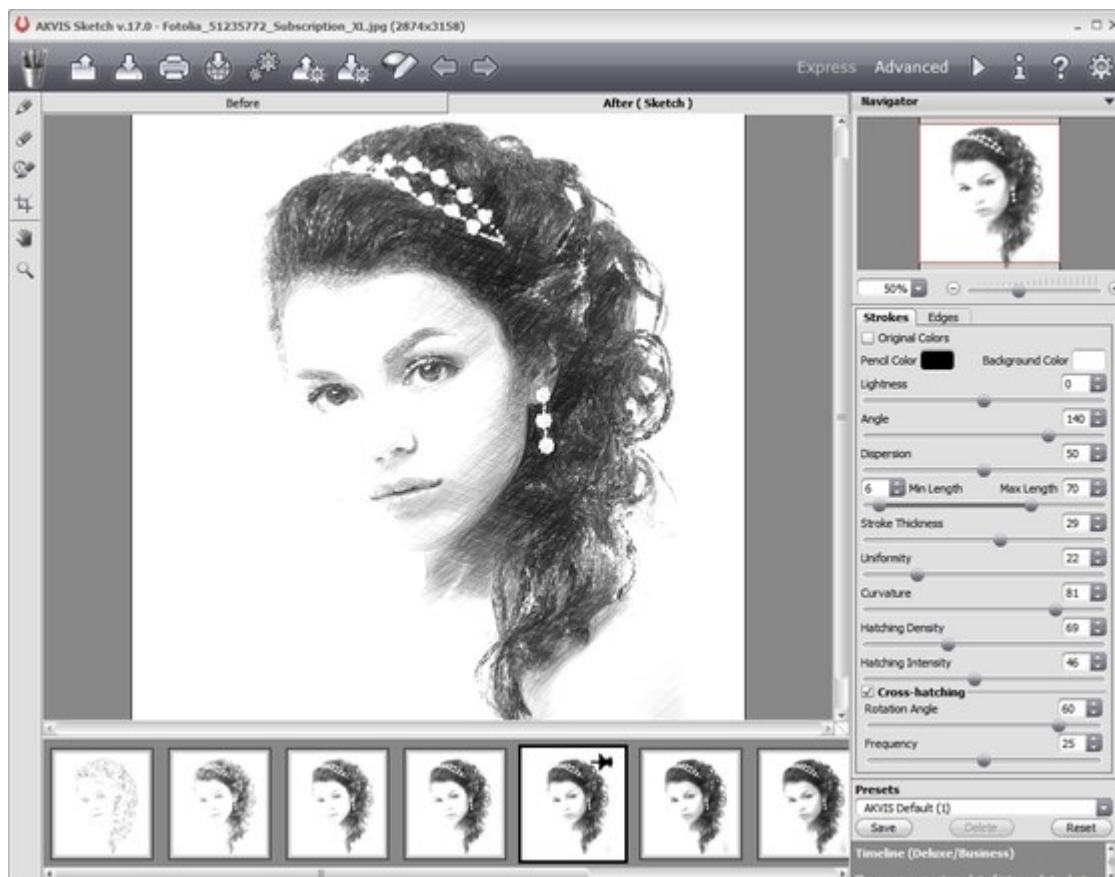 AKVIS Sketch v.17.0 - Fotolia_51235772_Subscription_XL.jpg (2874x3158)
Express Advanced
Before After ( Sketch )
Navigator
50%
Strokes Edges
Original Colors
Pencil Color Background Color
Lightness 0
Angle 140
Dispersion 50
6 Min Length Max Length 70
Stroke Thickness 29
Uniformity 22
Curvature 81
Hatching Density 69
Hatching Intensity 46
Cross-hatching
Rotation Angle 60
Frequency 25
Presets
AKVIS Default (1)
Save Delete Reset
Timeline (Deluxe/Business)